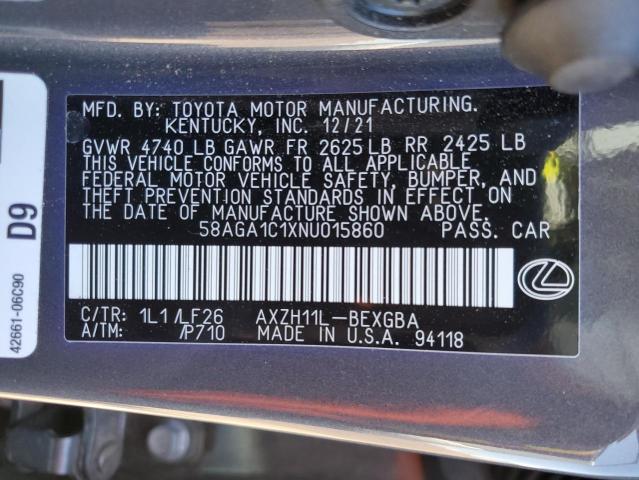 MFD. BY: TOYOTA MOTOR MANUFACTURING.
KENTUCKY, INC. 12/21
GVWR 4740 LB GAWR FR 2625 LB RR 2425 LB
THIS VEHICLE CONFORMS TO ALL APPLICABLE
FEDERAL MOTOR VEHICLE SAFETY, BUMPER, AND
THEFT PREVENTION STANDARDS IN EFFECT ON
THE DATE OF MANUFACTURE SHOWN ABOVE.
58AGA1C1XNU015860 PASS. CAR
C/TR: 1L1/LF26 AXZH11L-BEXGBA
A/TM: /P710 MADE IN U.S.A. 94118
D9
42661-06C90